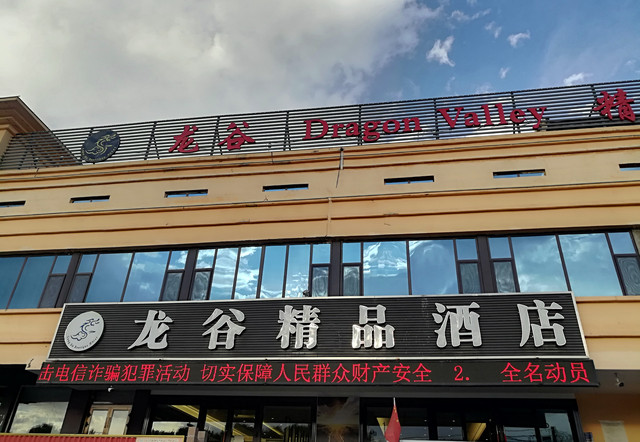 龙谷 Dragon Valley 精
龙谷精品酒店
击电信诈骗犯罪活动 切实保障人民群众财产安全 2. 全名动员